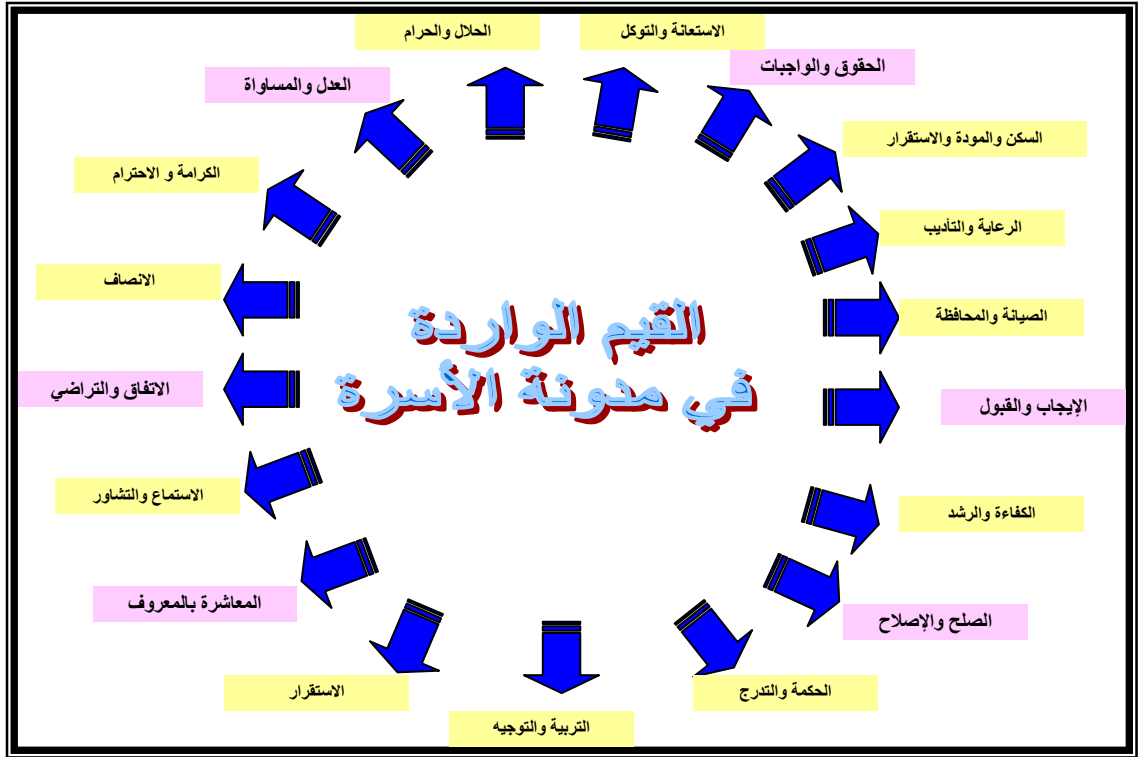 الاستعانة والتوكل
الحلال والحرام
الحقوق والواجبات
العدل والمساواة
السكن والمودة والاستقرار
الكرامة و الاحترام
الرعاية والتأديب
الانصاف
الصيانة والمحافظة
القيم الواردة
في مدونة الأسرة
الاتفاق والتراضي
الإيجاب والقبول
الاستماع والتشاور
الكفاءة والرشد
المعاشرة بالمعروف
الصلح والإصلاح
الاستقرار
الحكمة والتدرج
التربية والتوجيه